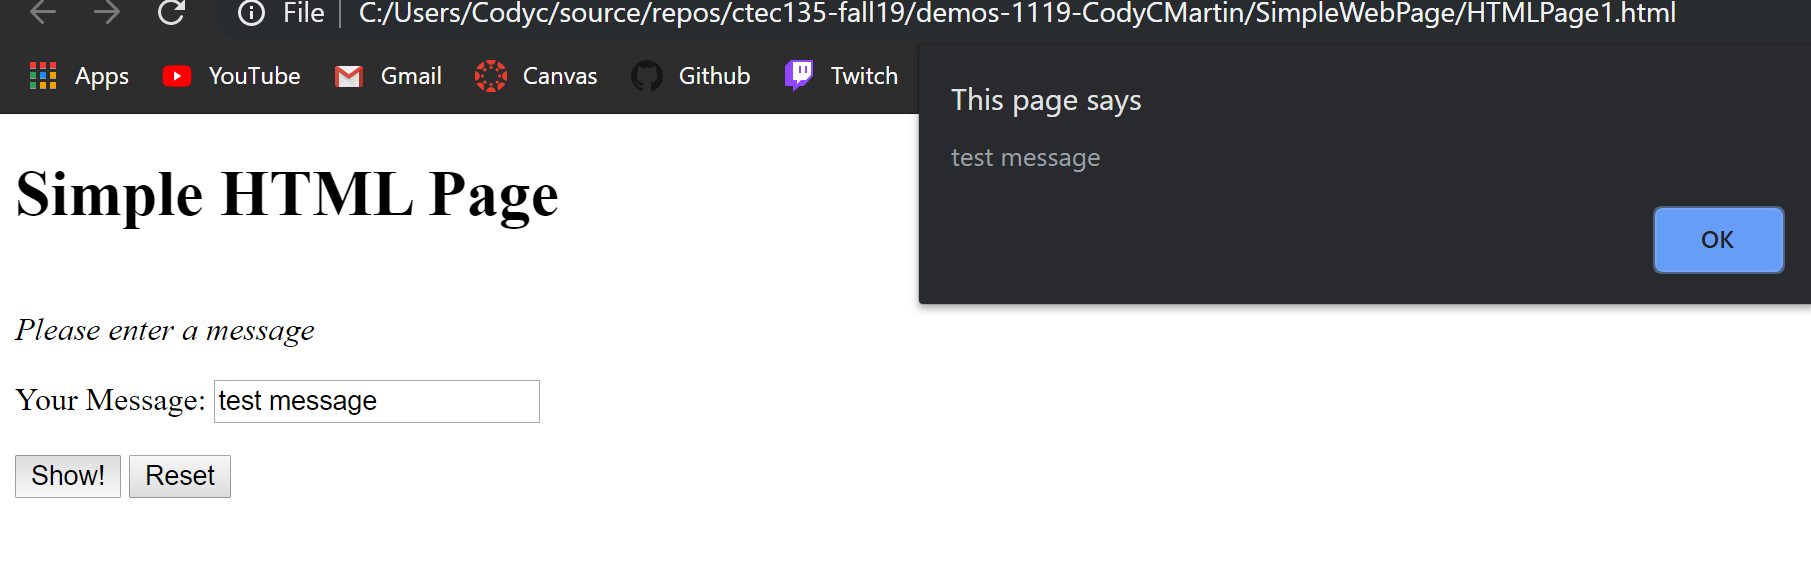 File | C:/Users/Codyc/source/repos/ctec135-fall19/demos-1119-CodyCMartin/SimpleWebPage/HTMLPage1.html
Apps YouTube Gmail Canvas Github Twitch
This page says
test message
OK
Simple HTML Page
Please enter a message
Your Message: test message
Show! Reset